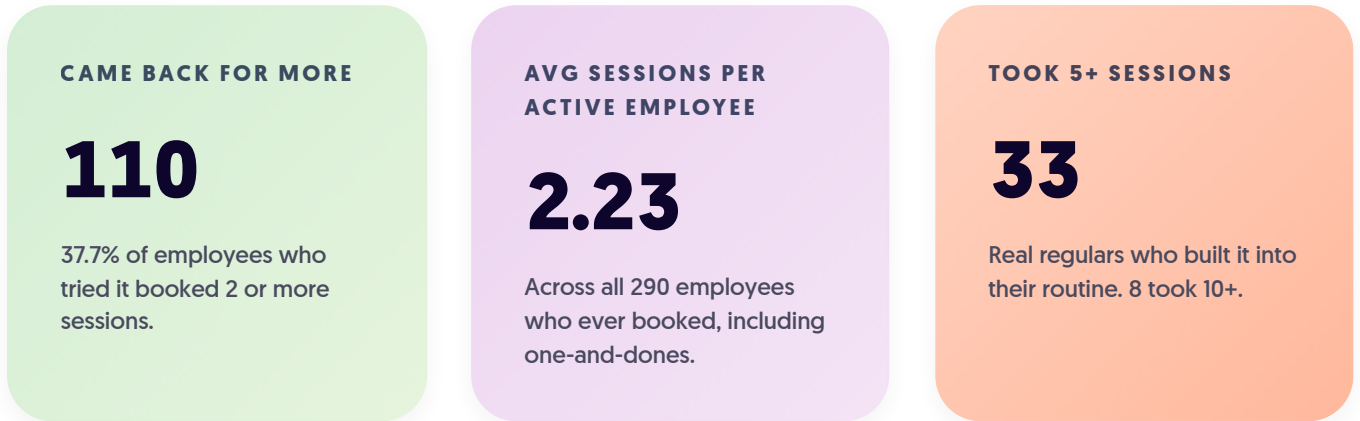 CAME BACK FOR MORE
110
37.7% of employees who
tried it booked 2 or more
sessions.
AVG SESSIONS PER
ACTIVE EMPLOYEE
2.23
Across all 290 employees
who ever booked, including
one-and-dones.
TOOK 5+ SESSIONS
33
Real regulars who built it into
their routine. 8 took 10+.